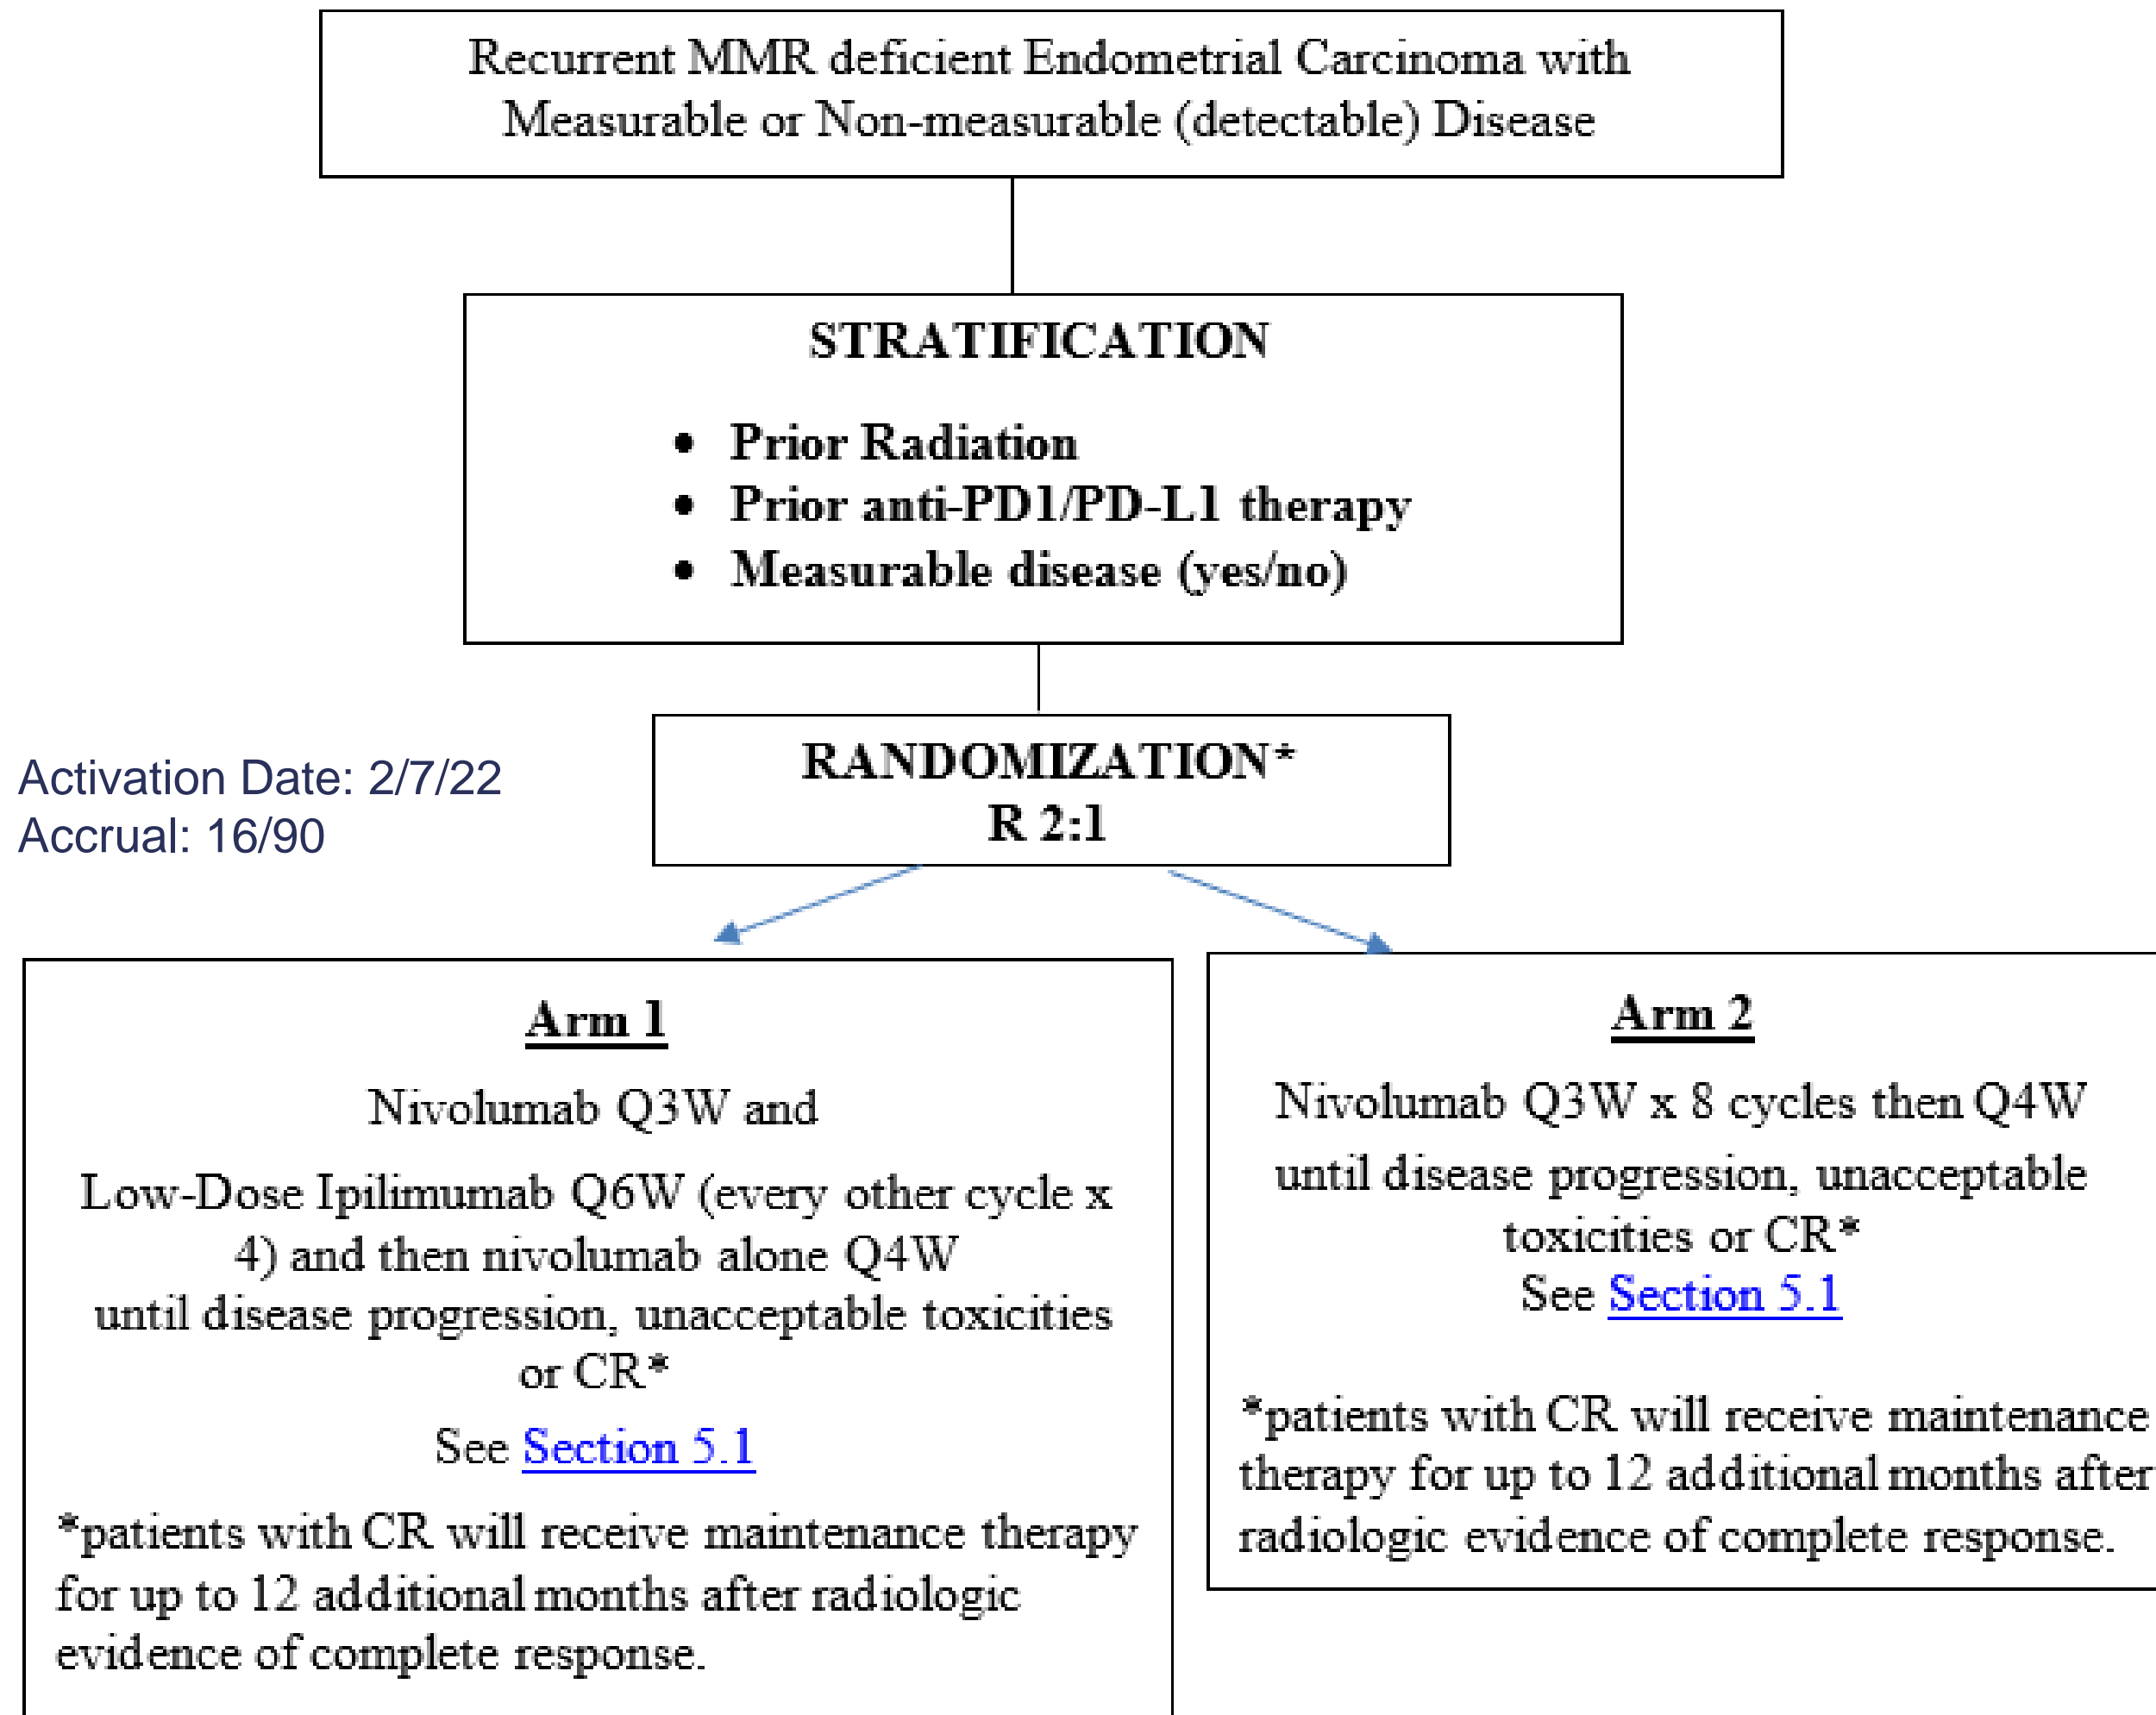 Recurrent MMR deficient Endometrial Carcinoma with
Measurable or Non-measurable (detectable) Disease
STRATIFICATION
• Prior Radiation
• Prior anti-PD1/PD-L1 therapy
• Measurable disease (yes/no)
Activation Date: 2/7/22
Accrual: 16/90
RANDOMIZATION*
R 2:1
Arm 1
Nivolumab Q3W and
Low-Dose Ipilimumab Q6W (every other cycle x
4) and then nivolumab alone Q4W
until disease progression, unacceptable toxicities
or CR*
See Section 5.1
*patients with CR will receive maintenance therapy
for up to 12 additional months after radiologic
evidence of complete response.
Arm 2
Nivolumab Q3W x 8 cycles then Q4W
until disease progression, unacceptable
toxicities or CR*
See Section 5.1
*patients with CR will receive maintenance
therapy for up to 12 additional months after
radiologic evidence of complete response.